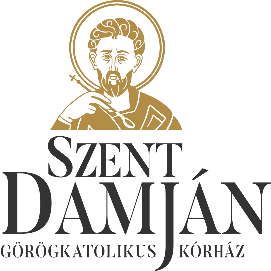 SZENT
DAMJÁN
GÖRÖGKATOLIKUS KÓRHÁZ